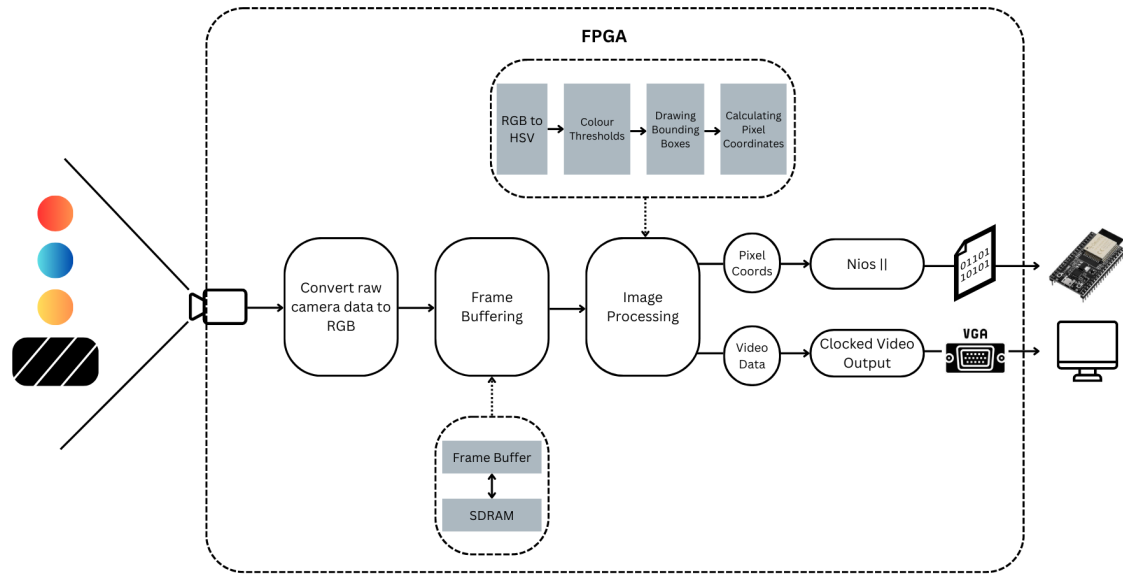 FPGA
RGB to
HSV
Colour
Thresholds
Drawing
Bounding
Boxes
Calculating
Pixel
Coordinates
Convert raw
camera data to
RGB
Frame
Buffering
Image
Processing
Pixel
Coords
Nios ||
01101
10101
Video
Data
Clocked Video
Output
VGA
Frame Buffer
SDRAM